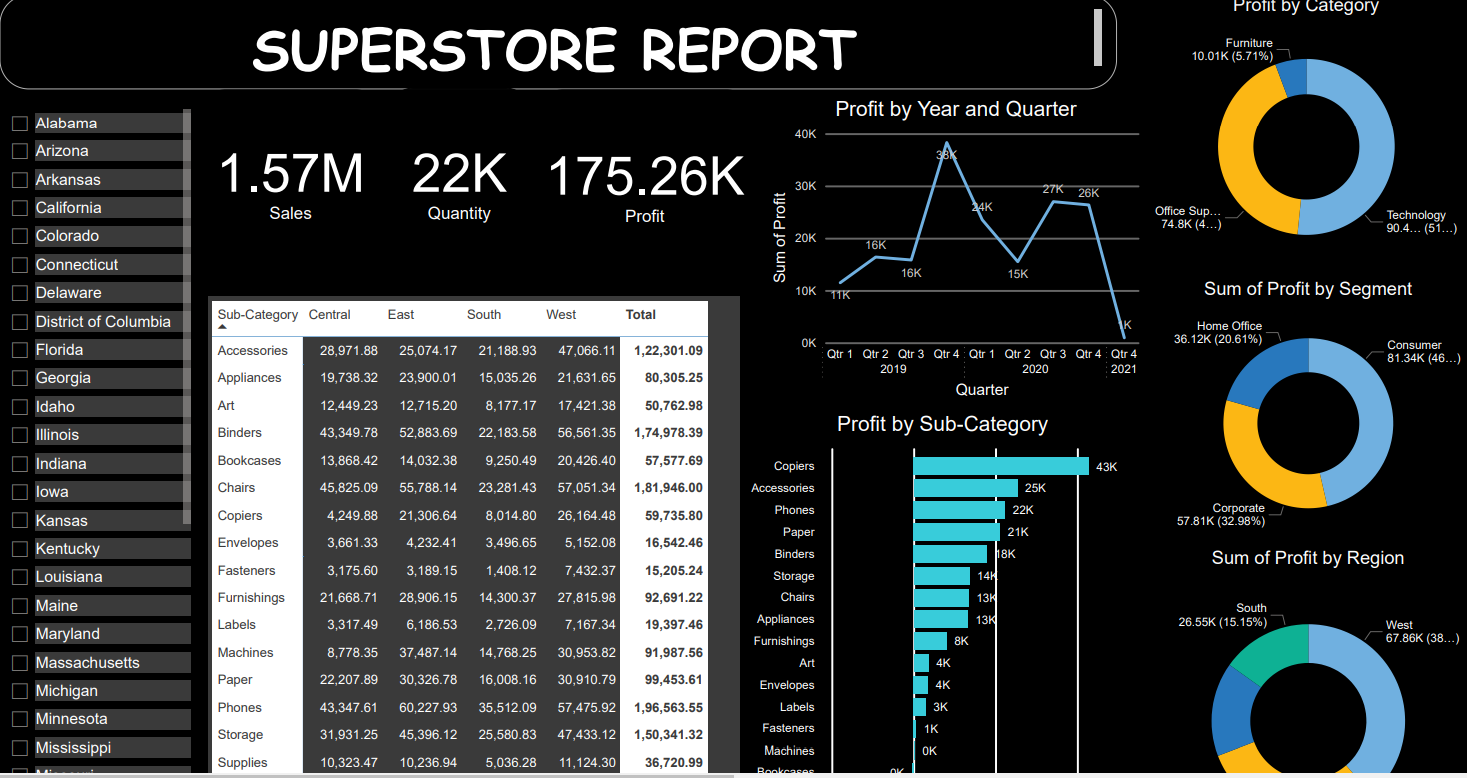 SUPERSTORE REPORT
Alabama
Arizona
Arkansas
California
Colorado
Connecticut
Delaware
District of Columbia
Florida
Georgia
Idaho
Illinois
Indiana
Iowa
Kansas
Kentucky
Louisiana
Maine
Maryland
Massachusetts
Michigan
Minnesota
Mississippi
1.57M
Sales
22K
Quantity
175.26K
Profit
Sub-Category Central East South West Total
Accessories 28,971.88 25,074.17 21,188.93 47,066.11 1,22,301.09
Appliances 19,738.32 23,900.01 15,035.26 21,631.65 80,305.25
Art 12,449.23 12,715.20 8,177.17 17,421.38 50,762.98
Binders 43,349.78 52,883.69 22,183.58 56,561.35 1,74,978.39
Bookcases 13,868.42 14,032.38 9,250.49 20,426.40 57,577.69
Chairs 45,825.09 55,788.14 23,281.43 57,051.34 1,81,946.00
Copiers 4,249.88 21,306.64 8,014.80 26,164.48 59,735.80
Envelopes 3,661.33 4,232.41 3,496.65 5,152.08 16,542.46
Fasteners 3,175.60 3,189.15 1,408.12 7,432.37 15,205.24
Furnishings 21,668.71 28,906.15 14,300.37 27,815.98 92,691.22
Labels 3,317.49 6,186.53 2,726.09 7,167.34 19,397.46
Machines 8,778.35 37,487.14 14,768.25 30,953.82 91,987.56
Paper 22,207.89 30,326.78 16,008.16 30,910.79 99,453.61
Phones 43,347.61 60,227.93 35,512.09 57,475.92 1,96,563.55
Storage 31,931.25 45,396.12 25,580.83 47,433.12 1,50,341.32
Supplies 10,323.47 10,236.94 5,036.28 11,124.30 36,720.99
Profit by Year and Quarter
Sum of Profit
40K
30K
20K
10K
0K
11K
16K
16K
38K
24K
15K
27K
26K
K
Qtr 1 Qtr 2 Qtr 3 Qtr 4 Qtr 1 Qtr 2 Qtr 3 Qtr 4 Qtr 4
2019 2020 2021
Quarter
Profit by Sub-Category
Copiers 43K
Accessories 25K
Phones 22K
Paper 21K
Binders 18K
Storage 14K
Chairs 13K
Appliances 13K
Furnishings 8K
Art 4K
Envelopes 4K
Labels 3K
Fasteners 1K
Machines 0K
Bookcases 0K
Profit by Category
Furniture
10.01K (5.71%)
Office Sup...
74.8K (4...)
Technology
90.4... (51...)
Sum of Profit by Segment
Home Office
36.12K (20.61%)
Consumer
81.34K (46...)
Corporate
57.81K (32.98%)
Sum of Profit by Region
South
26.55K (15.15%)
West
67.86K (38...)